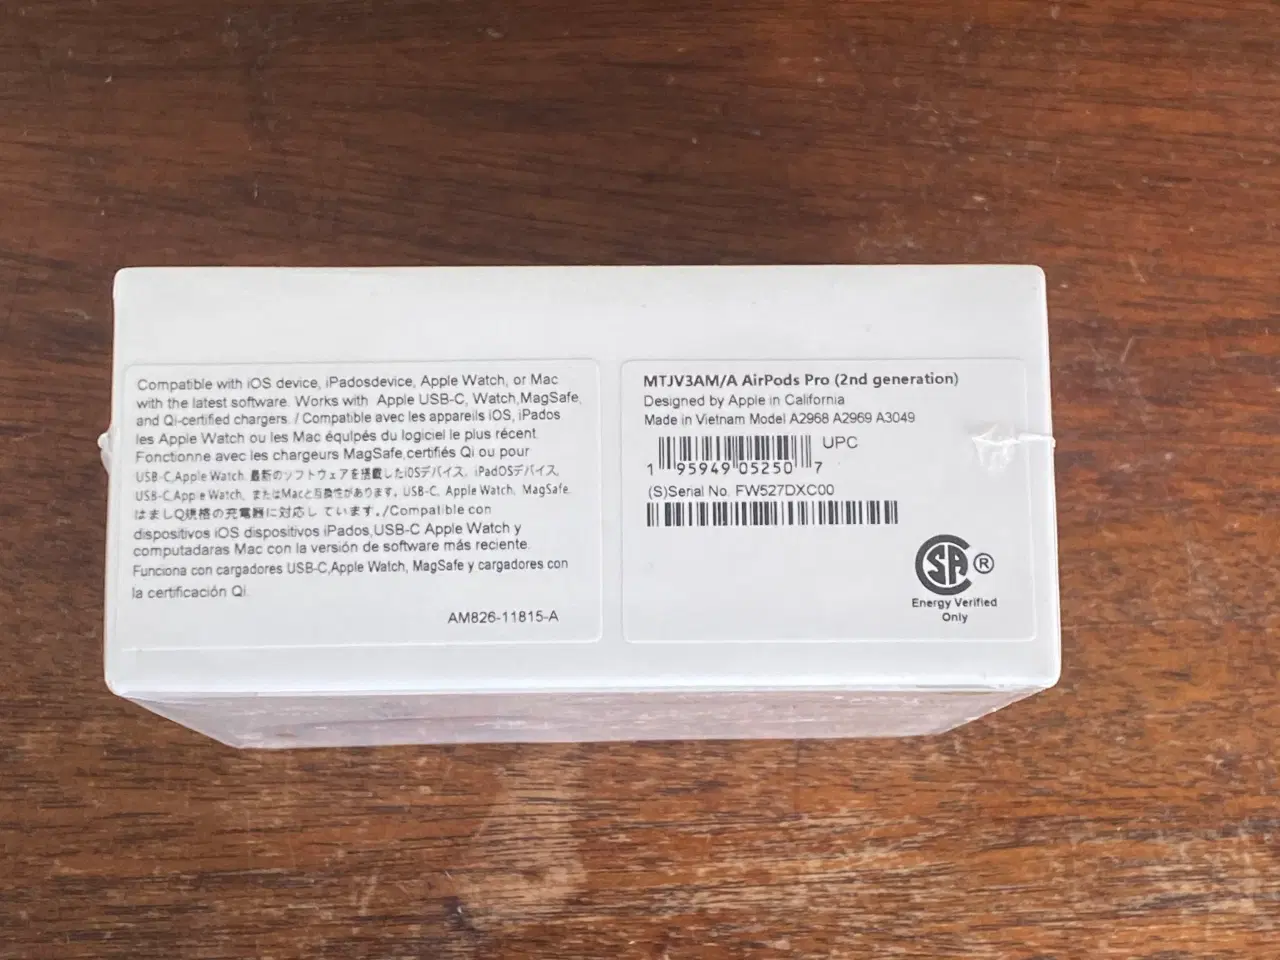 Compatible with iOS device, iPadosdevice, Apple Watch, or Mac
with the latest software. Works with Apple USB-C, Watch,MagSafe,
and Qi-certified chargers. / Compatible avec les appareils iOS, iPados
les Apple Watch ou les Mac équlpés du logiciel le plus récent.
Fonctionne avec les chargeurs MagSafe,certifiés Qi ou pour
USB-C,Apple Watch. 最新のソフトウェアを搭載したiOSデバイス、iPadOSデバイス、
USB-C,App e Watch、またはMacと互換性があります。USB-C、Apple Watch、MagSafe、
はましQi規格の充電器に対応し ています。/Compatible con
dispositivos iOS dispositivos iPados,USB-C Apple Watch y
computadaras Mac con la versión de software más reciente.
Funciona con cargadores USB-C,Apple Watch, MagSafe y cargadores con
la certificación Qi.
AM826-11815-A
MTJV3AM/A AirPods Pro (2nd generation)
Designed by Apple in California
Made in Vietnam Model A2968 A2969 A3049
UPC
1 95949 05250 7
(S)Serial No. FW527DXC00
SA ®
Energy Verified
Only